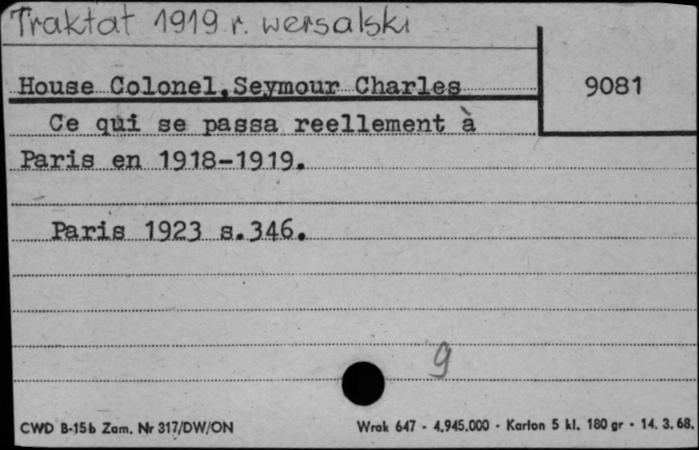 Traktat 1919 r. wersalski
House Colonel,Seymour Charles
9081
Ce qui se passa reellement à
Paris en 1918-1919.
Paris 1923 s.346.
9
CWD B-15b Zam. Nr 317/DW/ON
Wrak 647 - 4.945.000 - Karton 5 kl. 180 gr - 14. 3. 68.